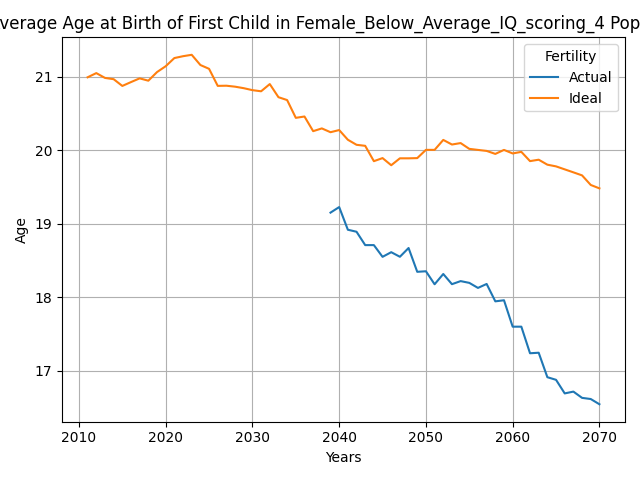 verage Age at Birth of First Child in Female_Below_Average_IQ_scoring_4 Pop
Fertility
Actual
Ideal
21
20
19
18
17
Age
2010 2020 2030 2040 2050 2060 2070
Years